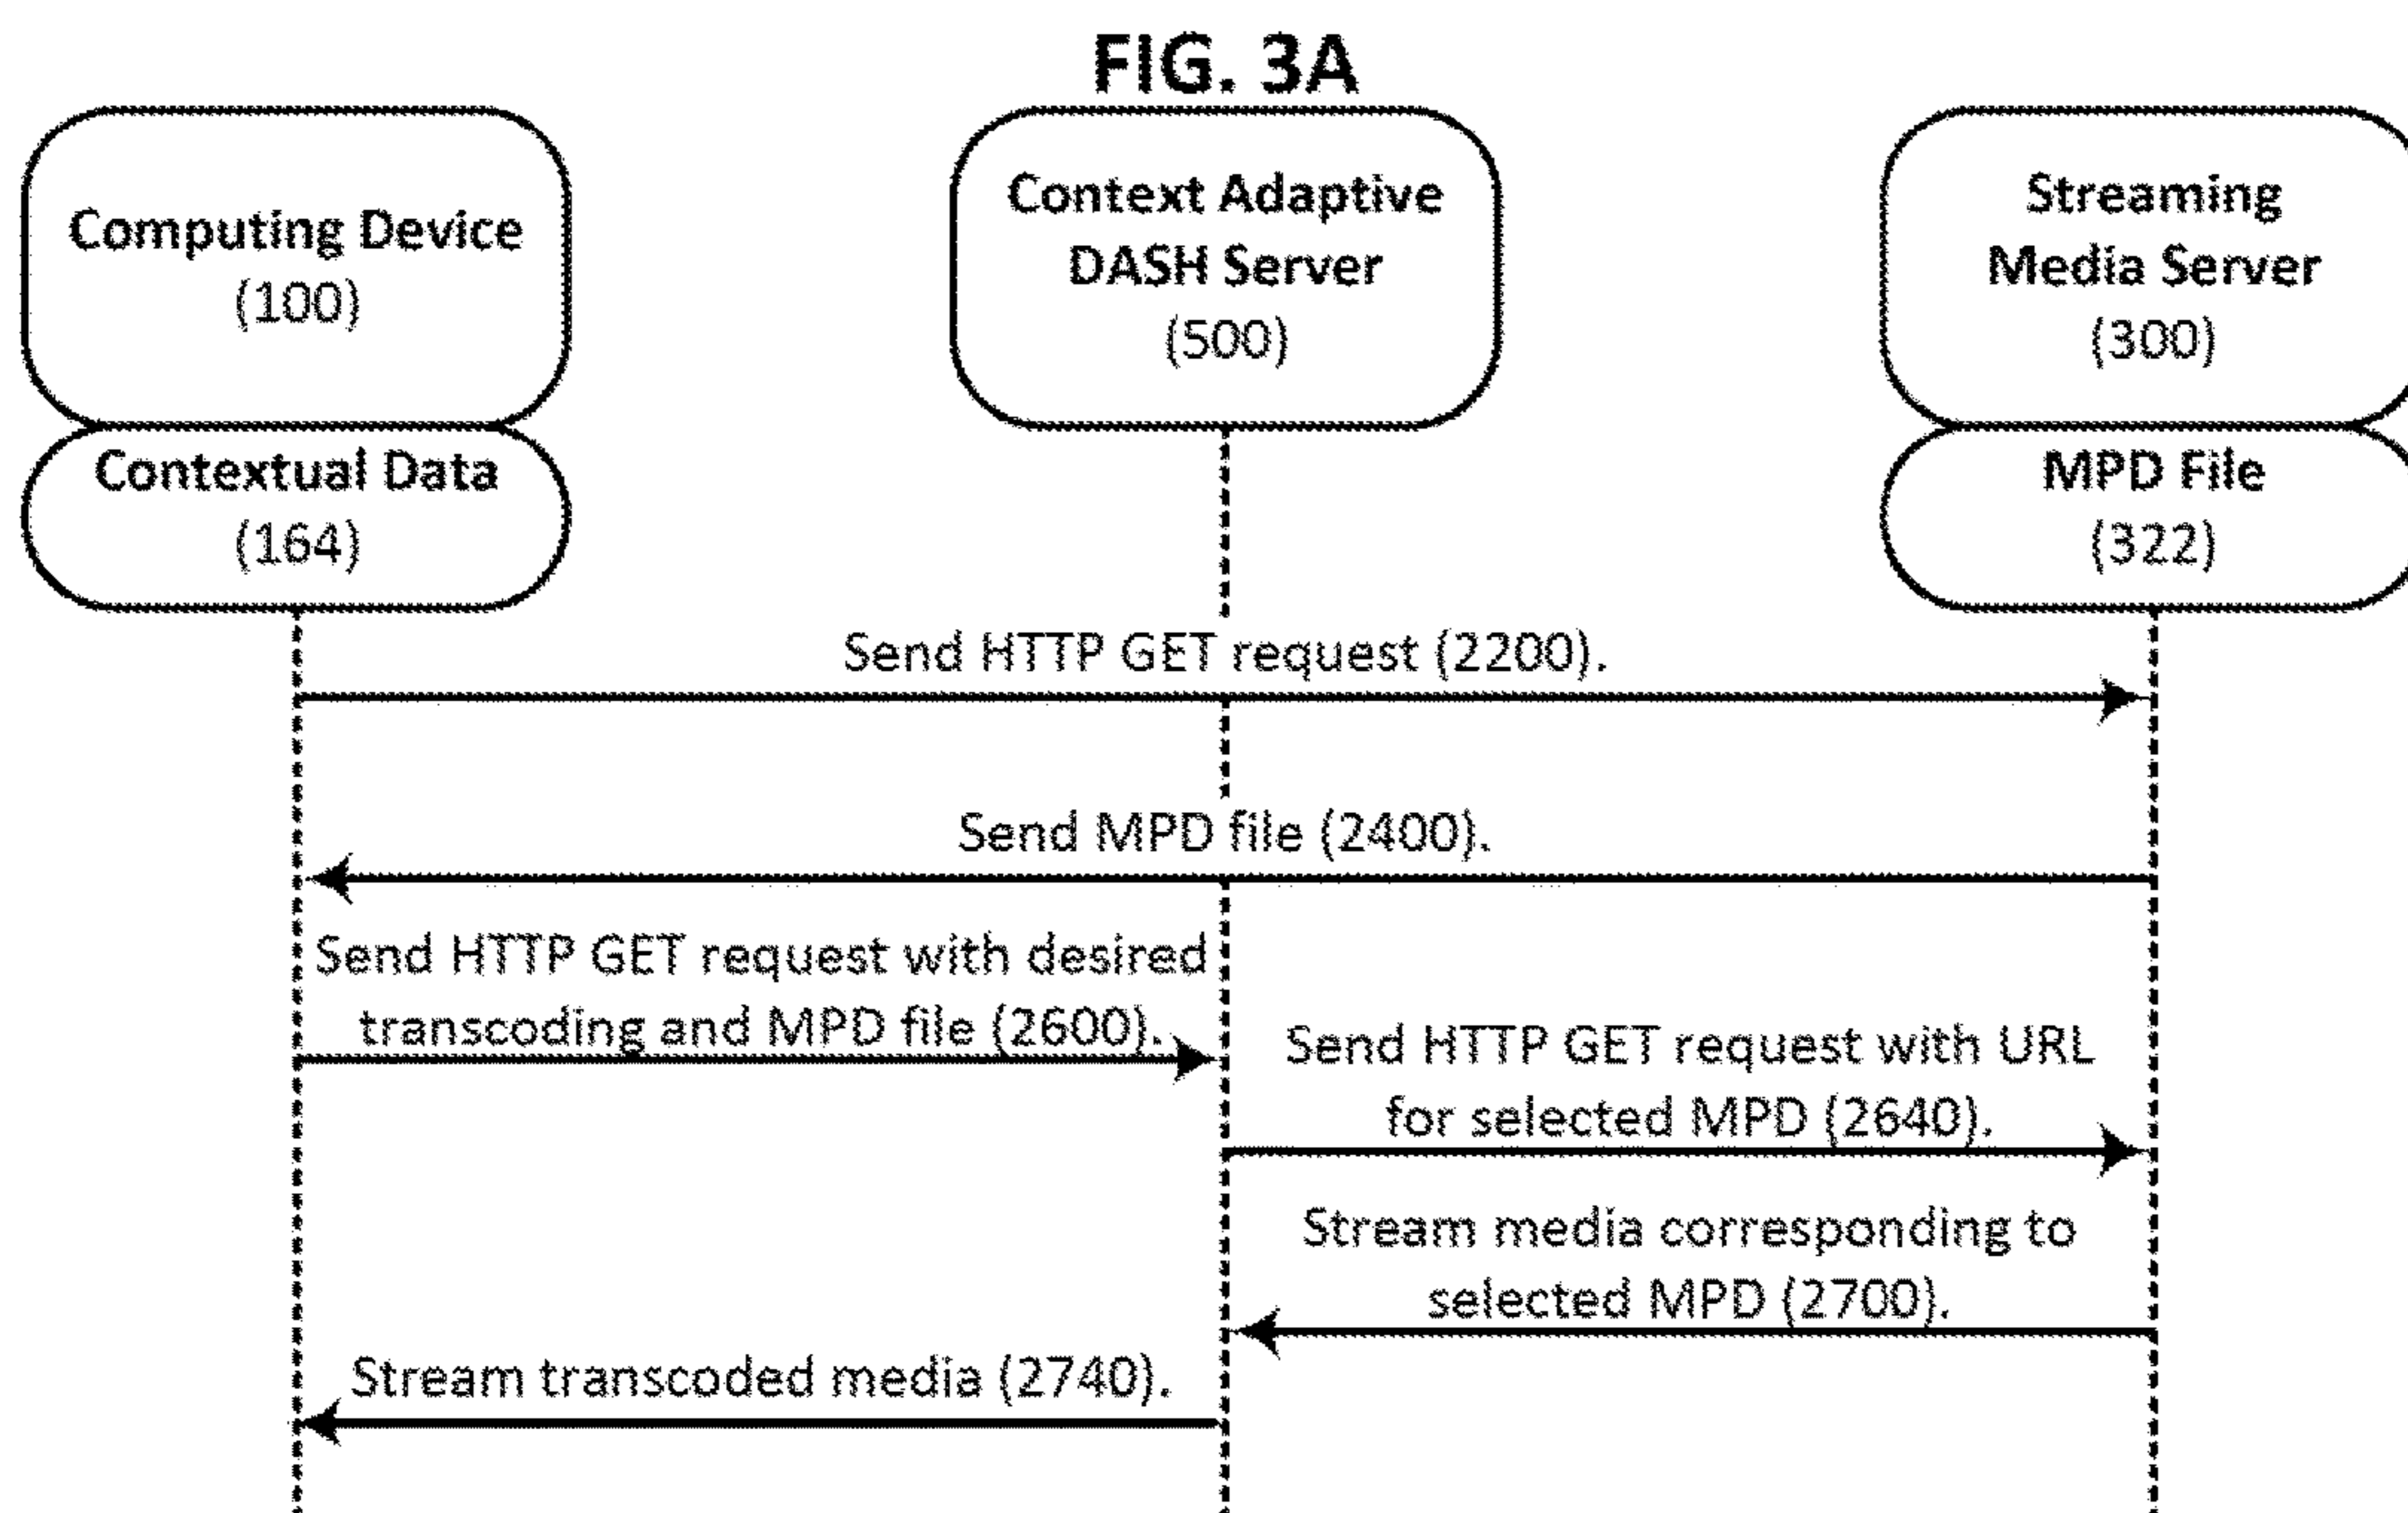 FIG. 3A
Computing Device
(100)
Contextual Data
(164)
Context Adaptive
DASH Server
(500)
Streaming
Media Server
(300)
MPD File
(322)
Send HTTP GET request (2200).
Send MPD file (2400).
Send HTTP GET request with desired
transcoding and MPD file (2600).
Send HTTP GET request with URL
for selected MPD (2640).
Stream media corresponding to
selected MPD (2700).
Stream transcoded media (2740).